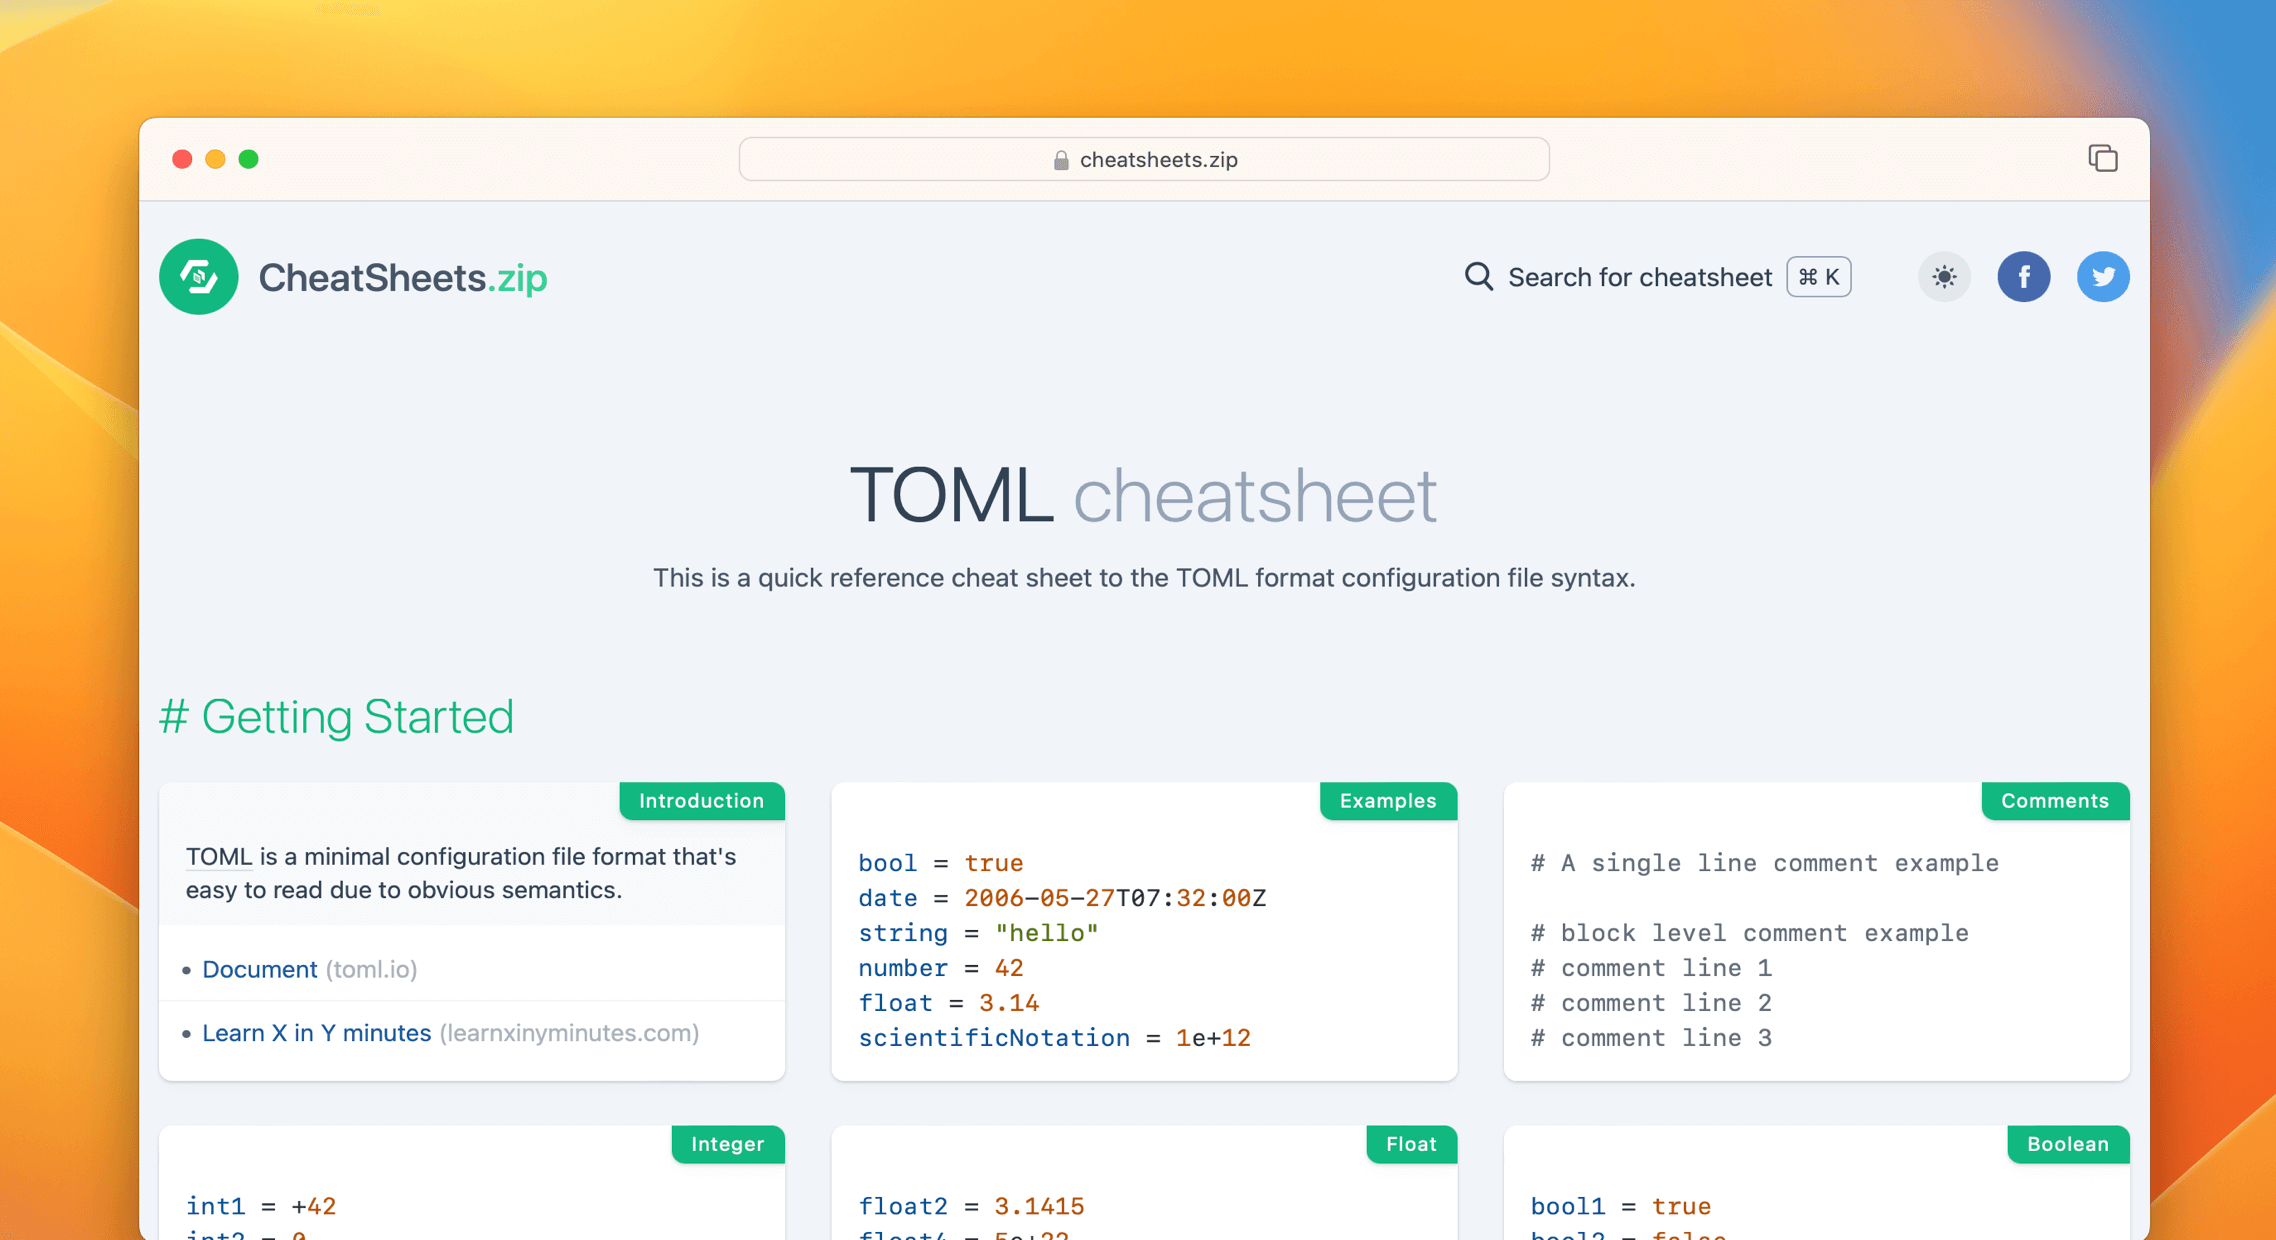 cheatsheets.zip
CheatSheets.zip
Search for cheatsheet ⌘ K
TOML cheatsheet
This is a quick reference cheat sheet to the TOML format configuration file syntax.
# Getting Started
Introduction
TOML is a minimal configuration file format that's
easy to read due to obvious semantics.
• Document (toml.io)
• Learn X in Y minutes (learnxinyminutes.com)
Examples
bool = true
date = 2006-05-27T07:32:00Z
string = "hello"
number = 42
float = 3.14
scientificNotation = 1e+12
Comments
# A single line comment example
# block level comment example
# comment line 1
# comment line 2
# comment line 3
Integer
int1 = +42
int2 = 0
Float
float2 = 3.1415
float4 = 5e+22
Boolean
bool1 = true
bool2 = false